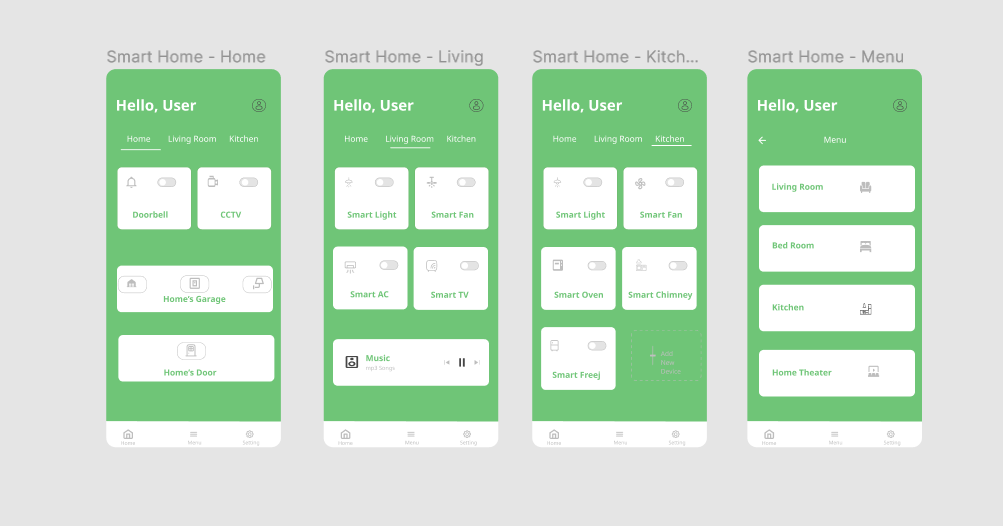 Smart Home - Home
Hello, User
Home Living Room Kitchen
Doorbell CCTV
Home's Garage
Home's Door
Home Menu Setting
Smart Home - Living
Hello, User
Home Living Room Kitchen
Smart Light Smart Fan
Smart AC Smart TV
Music
mp3 Songs
Home Menu Setting
Smart Home - Kitch...
Hello, User
Home Living Room Kitchen
Smart Light Smart Fan
Smart Oven Smart Chimney
Smart Freej
Add
New
Device
Home Menu Setting
Smart Home - Menu
Hello, User
Menu
Living Room
Bed Room
Kitchen
Home Theater
Home Menu Setting